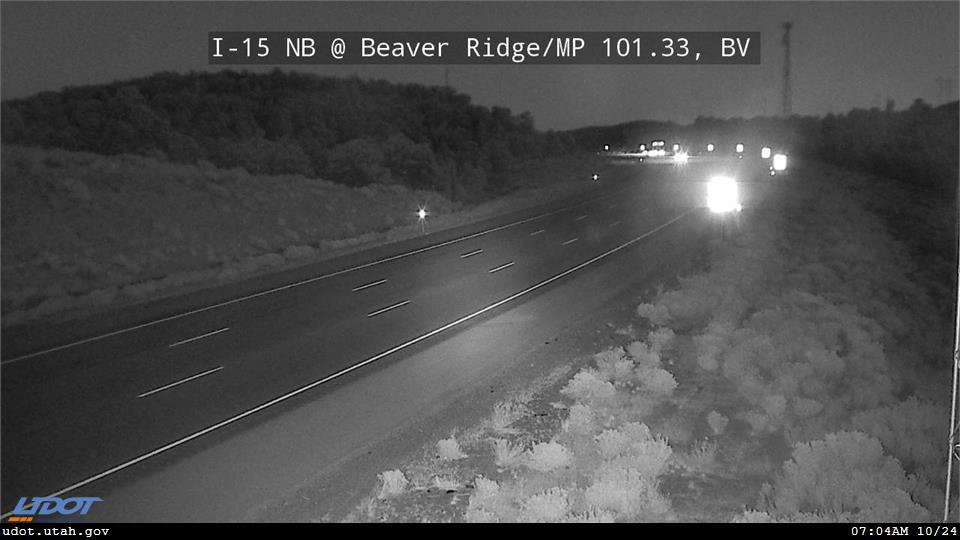 I-15 NB @ Beaver Ridge/MP 101.33, BV
UDOT
udot.utah.gov 07:04AM 10/24